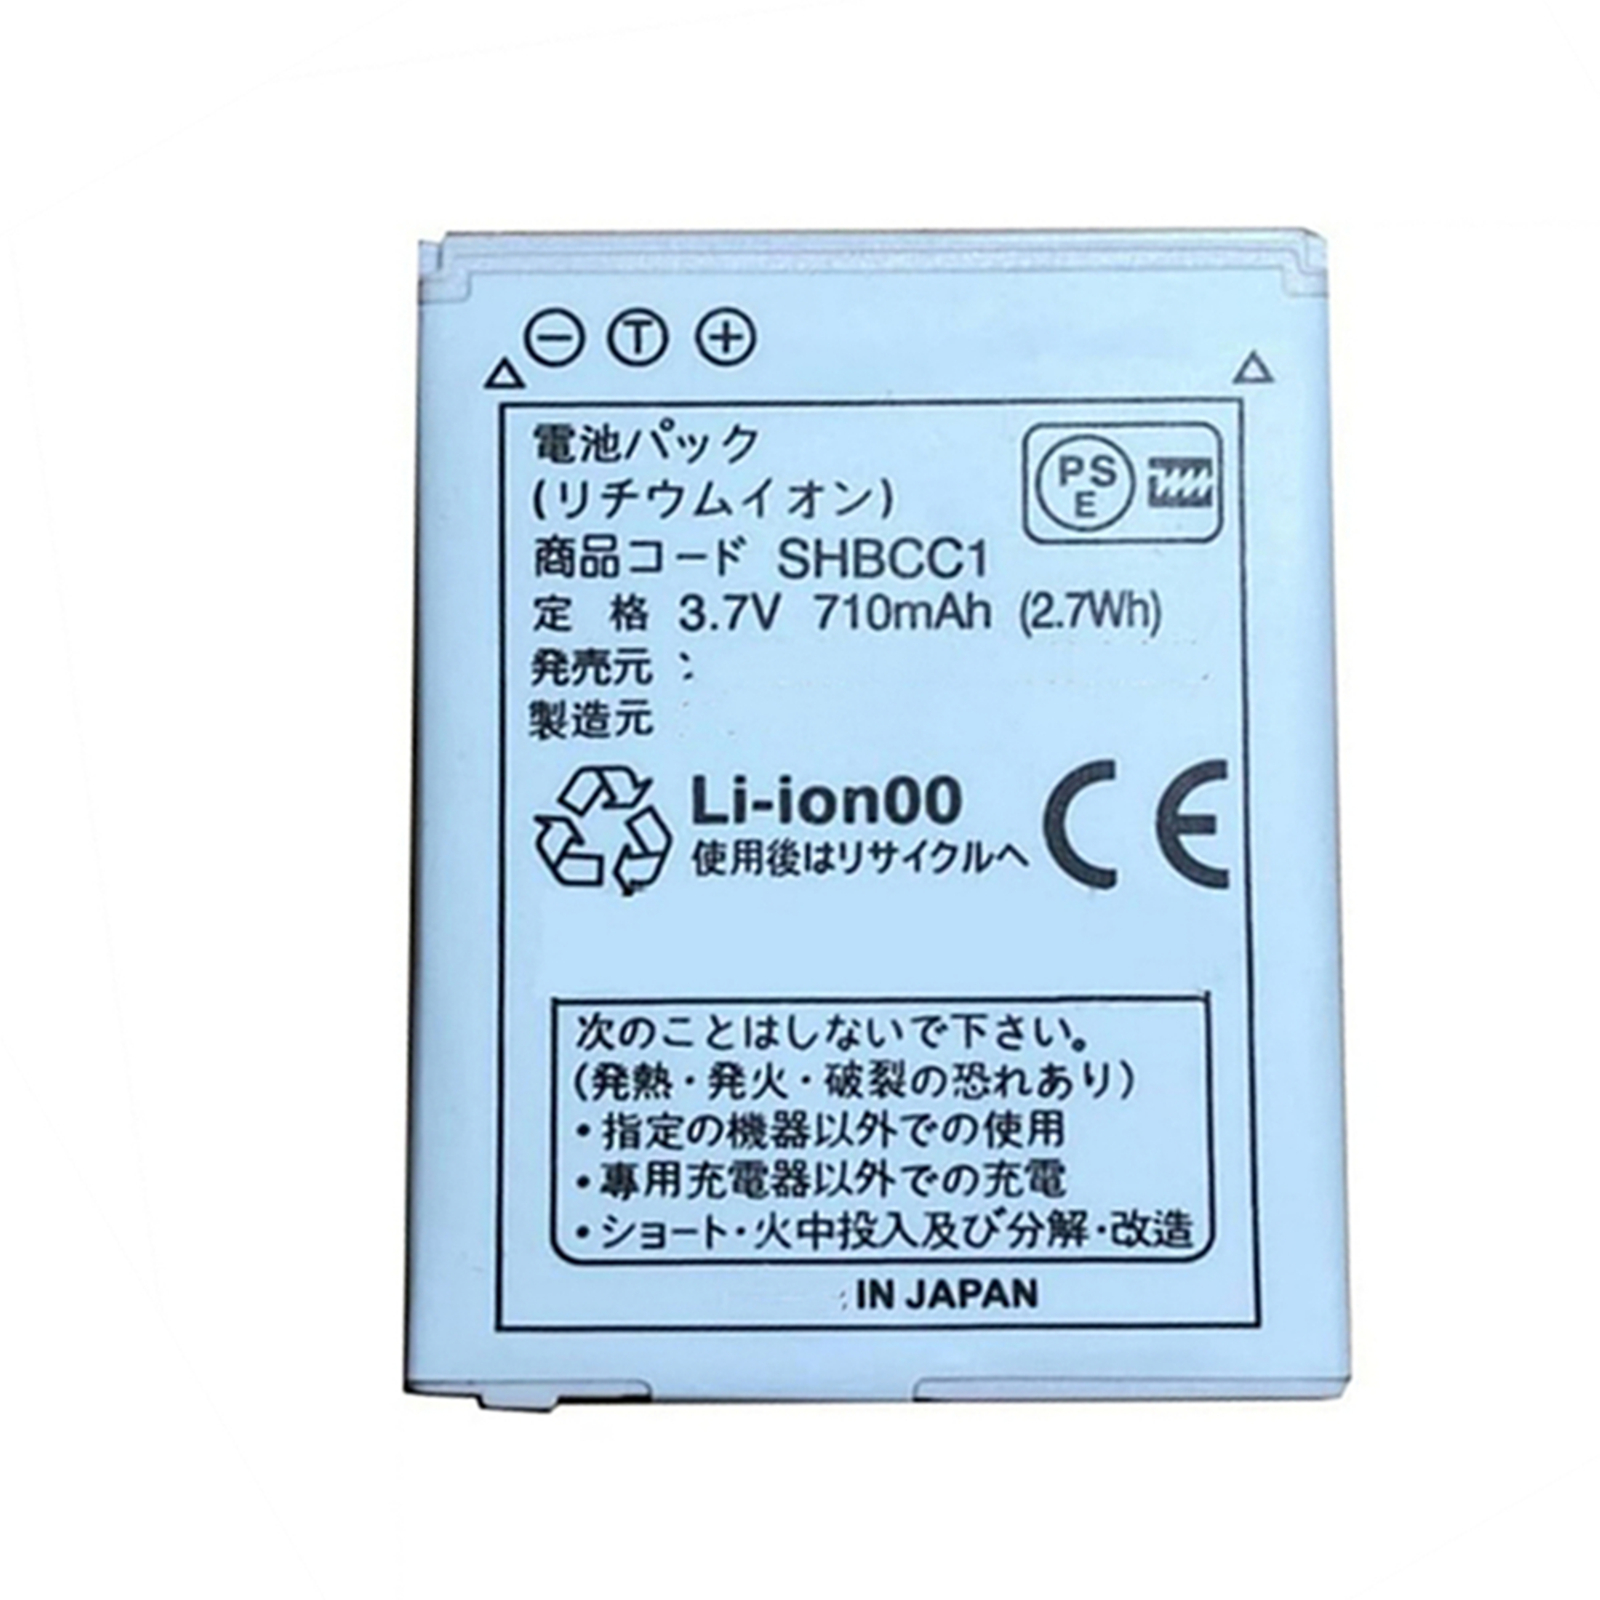 − T +
電池パック
(リチウムイオン)
PS
E
商品コード SHBCC1
定 格 3.7V 710mAh (2.7Wh)
発売元 :
製造元
Li-ion00
使用後はリサイクルへ
CE
次のことはしないで下さい。
(発熱・発火・破裂の恐れあり)
・指定の機器以外での使用
・専用充電器以外での充電
・ショート・火中投入及び分解・改造
IN JAPAN